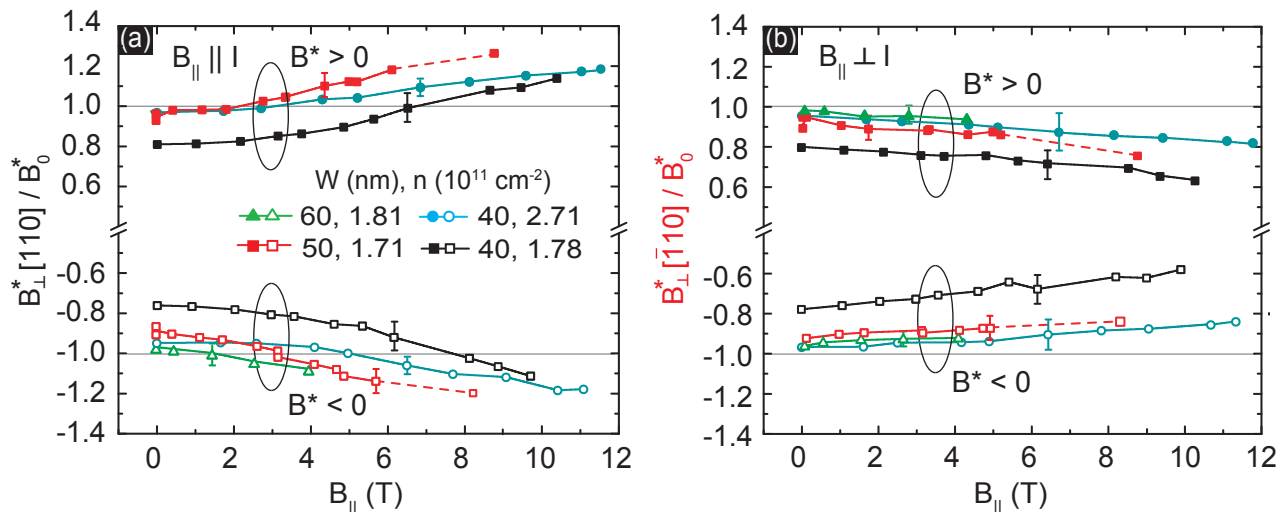 (a)
B|| || I
B* > 0
W (nm), n (10¹¹ cm⁻²)
60, 1.81
40, 2.71
50, 1.71
40, 1.78
B* < 0
1.4
1.2
1.0
0.8
0.6
-0.6
-0.8
-1.0
-1.2
-1.4
B*⊥ [110] / B*₀
0 2 4 6 8 10 12
B|| (T)
(b)
B|| ⊥ I
B* > 0
B* < 0
1.4
1.2
1.0
0.8
0.6
-0.6
-0.8
-1.0
-1.2
-1.4
B*⊥ [1̅10] / B*₀
0 2 4 6 8 10 12
B|| (T)